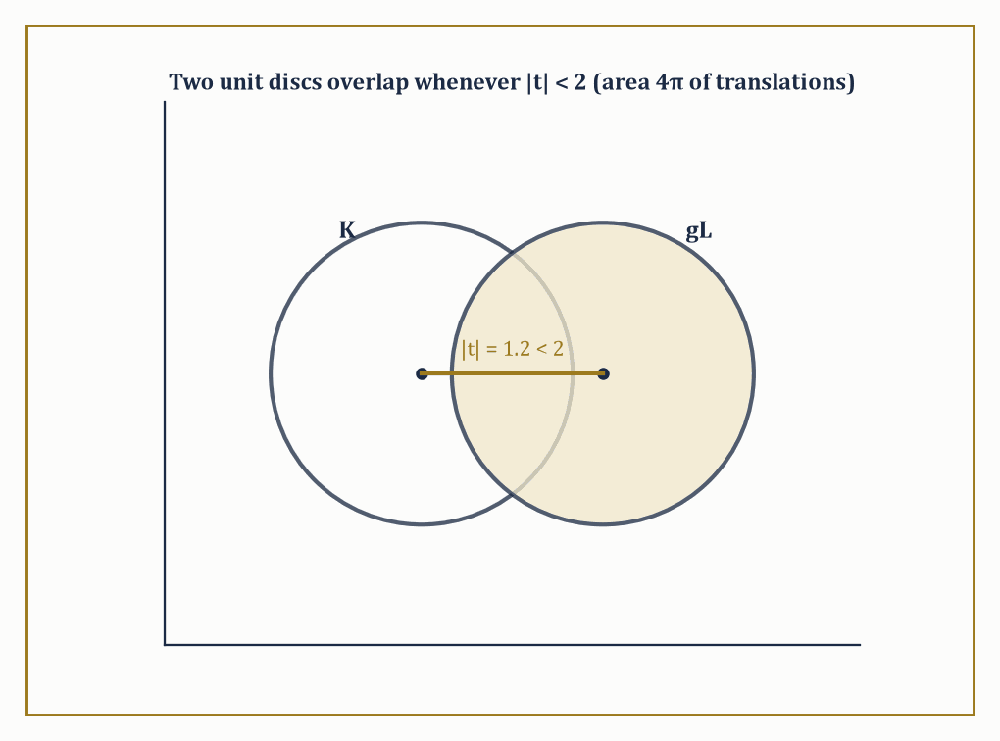 Two unit discs overlap whenever |t| < 2 (area 4π of translations)
K
gL
|t| = 1.2 < 2